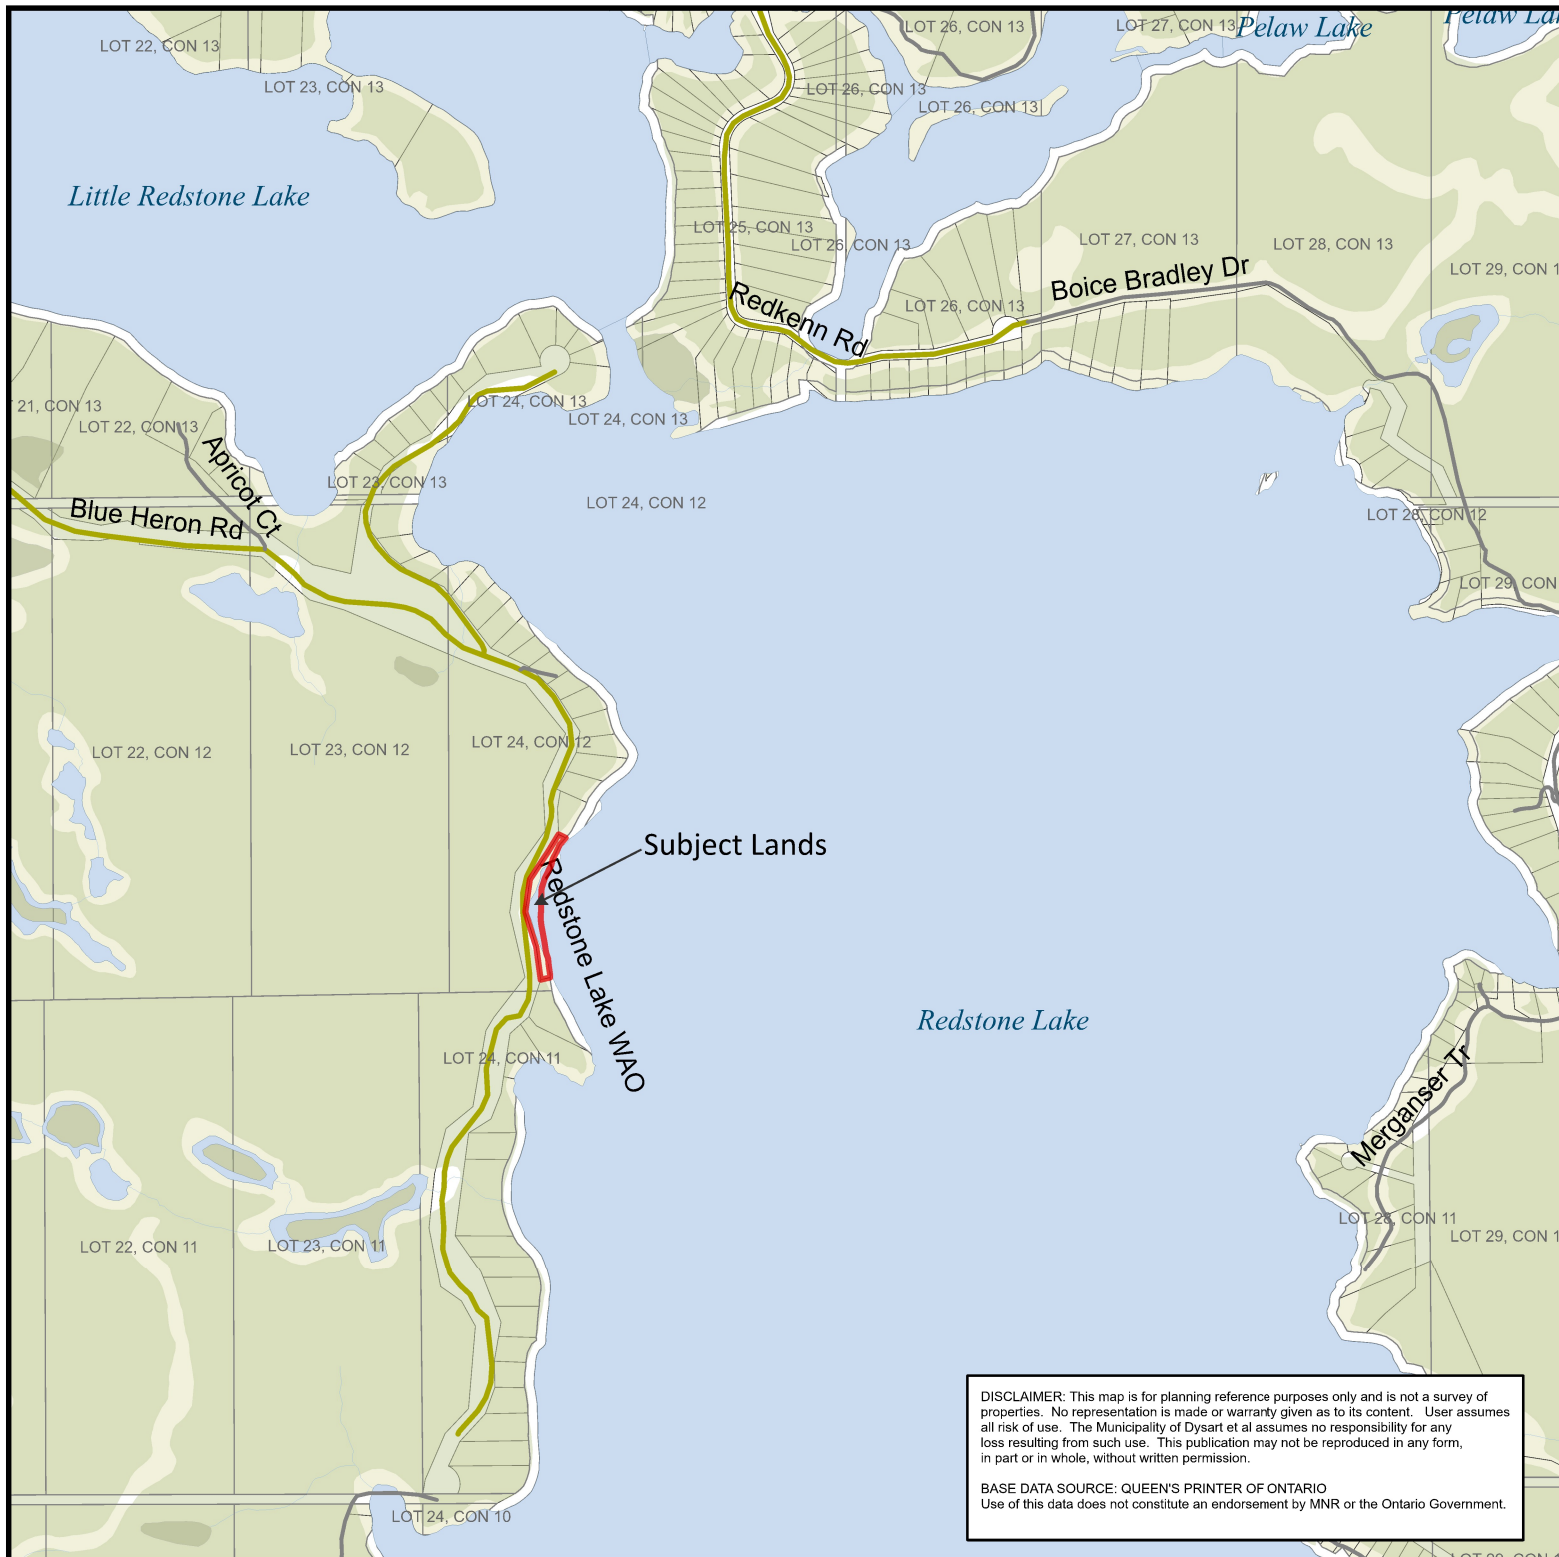 LOT 22, CON 13
LOT 23, CON 13
LOT 26, CON 13
LOT 27, CON 13
Pelaw Lake
LOT 26, CON 13
LOT 26, CON 13
Little Redstone Lake
LOT 25, CON 13
LOT 26, CON 13
LOT 27, CON 13
LOT 28, CON 13
LOT 29, CON 1
Boice Bradley Dr
Redkenn Rd
LOT 26, CON 13
21, CON 13
LOT 22, CON 13
LOT 24, CON 13
LOT 24, CON 13
Apricot Ct
LOT 23, CON 13
Blue Heron Rd
LOT 24, CON 12
LOT 28, CON 12
LOT 29, CON
LOT 22, CON 12
LOT 23, CON 12
LOT 24, CON 12
Subject Lands
Redstone Lake WAO
Redstone Lake
LOT 24, CON 11
Merganser Tr
LOT 22, CON 11
LOT 23, CON 11
LOT 28, CON 11
LOT 29, CON 1
DISCLAIMER: This map is for planning reference purposes only and is not a survey of
properties. No representation is made or warranty given as to its content. User assumes
all risk of use. The Municipality of Dysart et al assumes no responsibility for any
loss resulting from such use. This publication may not be reproduced in any form,
in part or in whole, without written permission.
BASE DATA SOURCE: QUEEN'S PRINTER OF ONTARIO
Use of this data does not constitute an endorsement by MNR or the Ontario Government.
LOT 24, CON 10